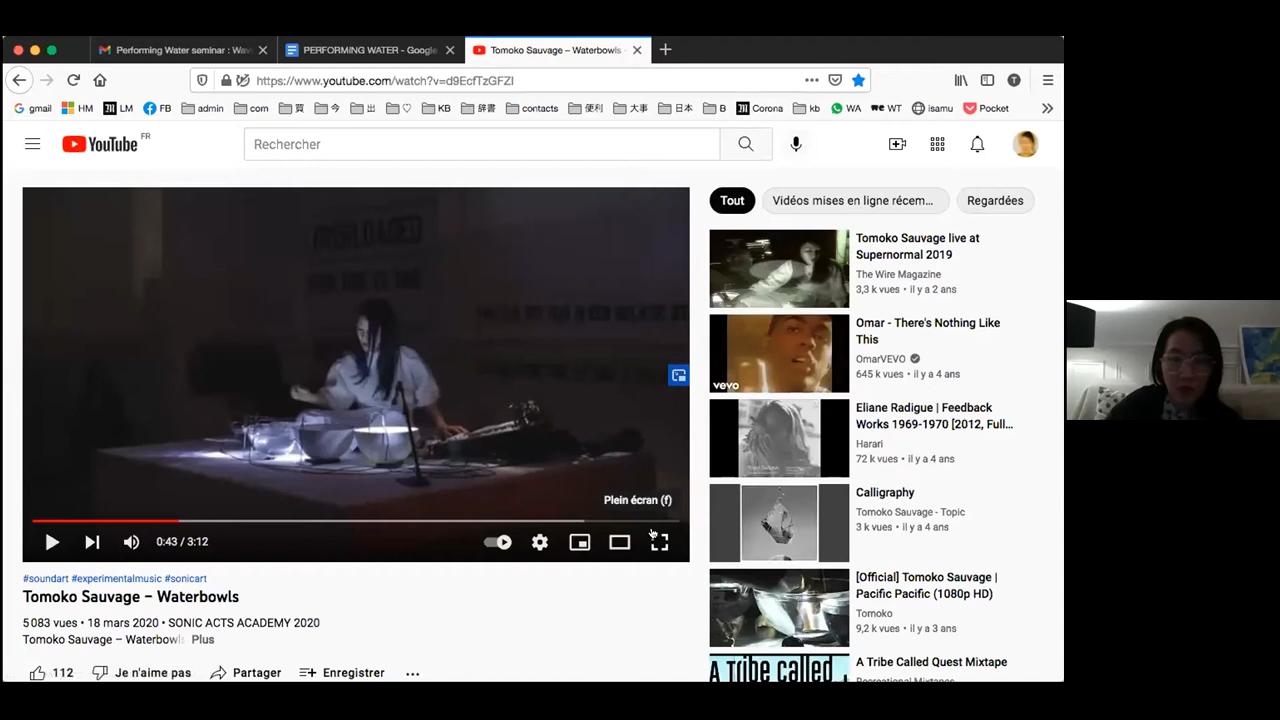 Performing Water seminar : Wav
PERFORMING WATER - Google
Tomoko Sauvage – Waterbowls -
https://www.youtube.com/watch?v=d9EcfTzGFZI
gmail HM LM FB admin com 買 今 出 ♡ KB 辞書 contacts 便利 大事 日本 B Corona kb WA WT isamu Pocket
YouTube FR
Rechercher
Tout Vidéos mises en ligne récem... Regardées
Plein écran (f)
0:43 / 3:12
#soundart #experimentalmusic #sonicart
Tomoko Sauvage – Waterbowls
5 083 vues • 18 mars 2020 • SONIC ACTS ACADEMY 2020
Tomoko Sauvage – Waterbowls Plus
112 Je n'aime pas Partager Enregistrer
Tomoko Sauvage live at
Supernormal 2019
The Wire Magazine
3,3 k vues • il y a 2 ans
vevo
Omar - There's Nothing Like
This
OmarVEVO
645 k vues • il y a 4 ans
Eliane Radigue | Feedback
Works 1969-1970 [2012, Full...
Harari
72 k vues • il y a 4 ans
Calligraphy
Tomoko Sauvage - Topic
3 k vues • il y a 4 ans
[Official] Tomoko Sauvage |
Pacific Pacific (1080p HD)
Tomoko
9,2 k vues • il y a 3 ans
A Tribe called
A Tribe Called Quest Mixtape
Recreational Mixtapes